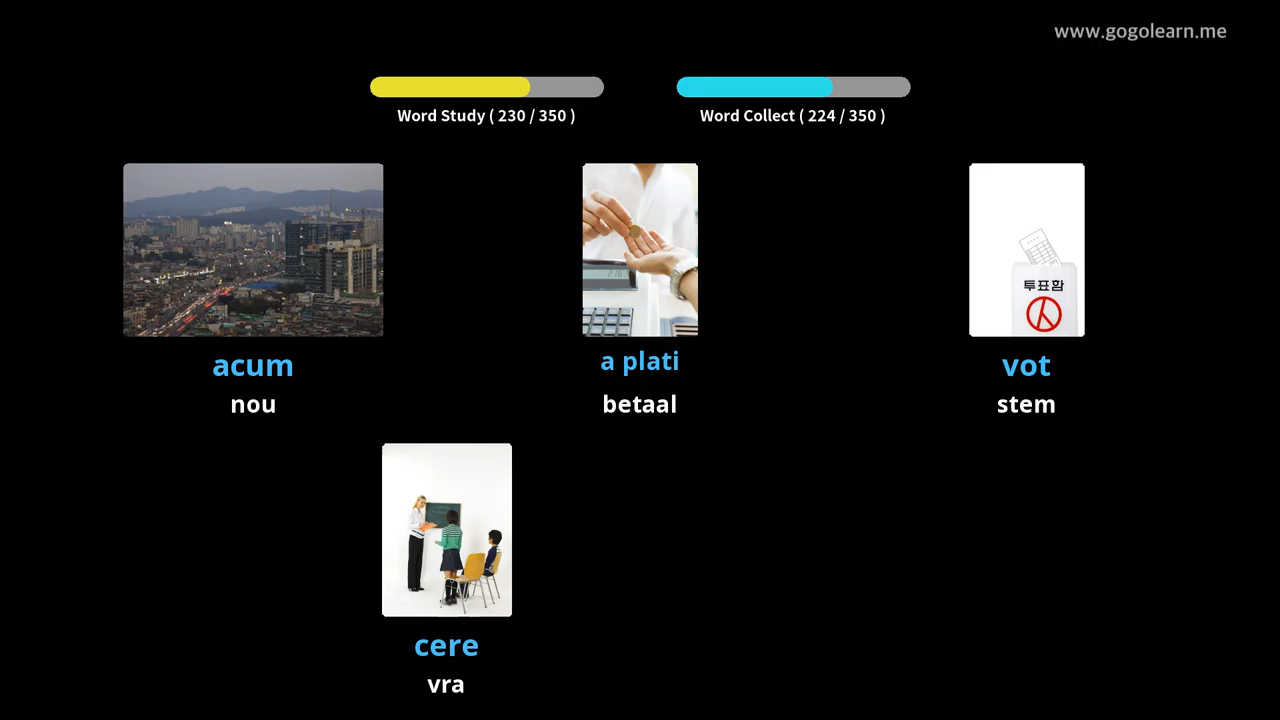 www.gogolearn.me
Word Study ( 230 / 350 )
Word Collect ( 224 / 350 )
투표함
acum
nou
a plati
betaal
vot
stem
cere
vra